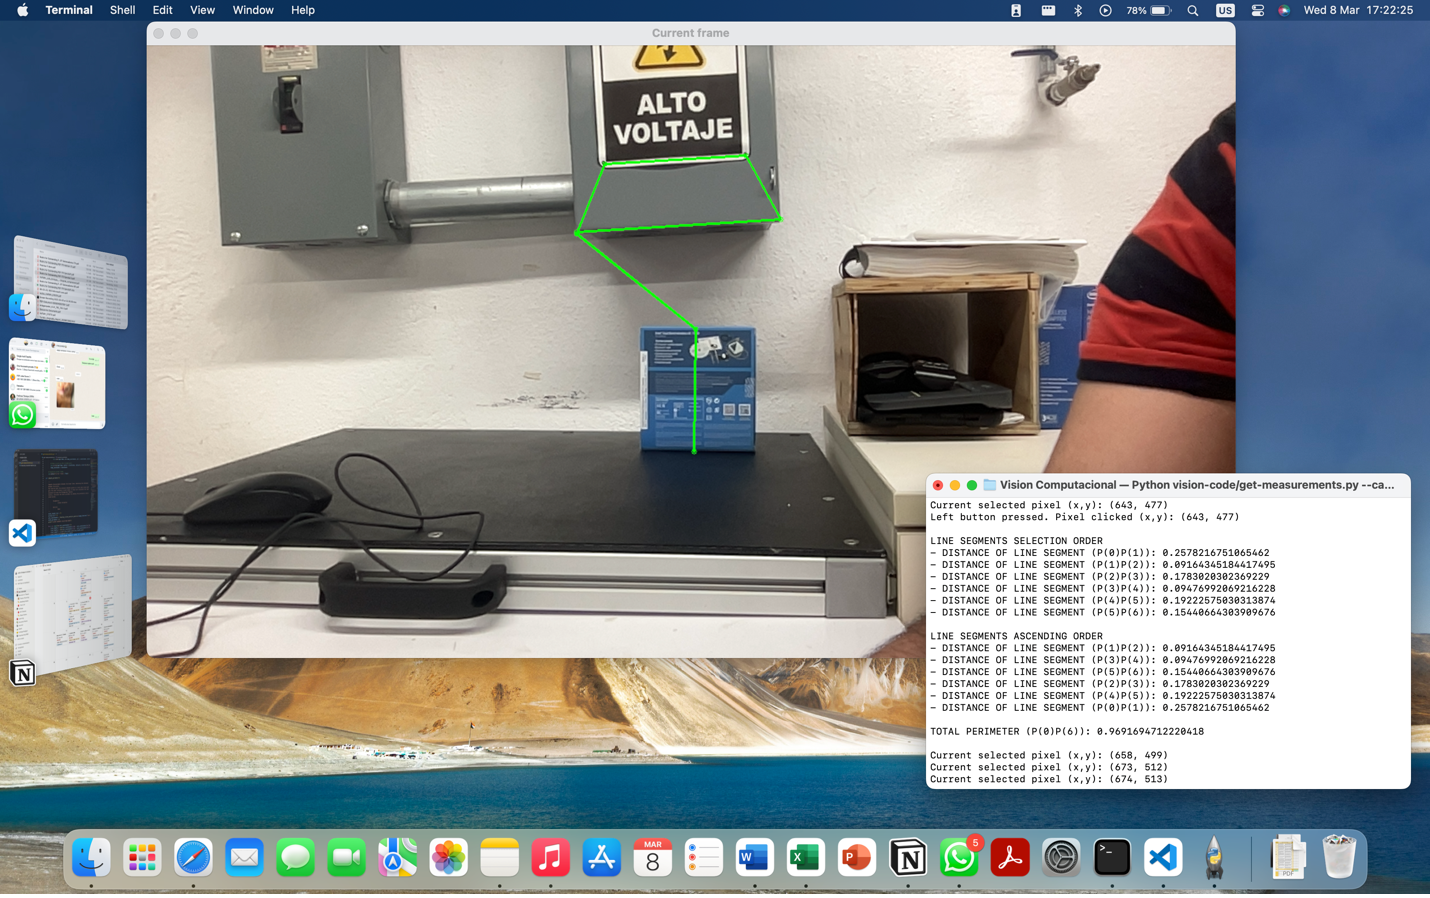 Terminal Shell Edit View Window Help
78% US Wed 8 Mar 17:22:25
Current frame
ALTO
VOLTAJE
Vision Computacional — Python vision-code/get-measurements.py --ca...
Current selected pixel (x,y): (643, 477)
Left button pressed. Pixel clicked (x,y): (643, 477)
LINE SEGMENTS SELECTION ORDER
- DISTANCE OF LINE SEGMENT (P(0)P(1)): 0.2578216751065462
- DISTANCE OF LINE SEGMENT (P(1)P(2)): 0.09164345184417495
- DISTANCE OF LINE SEGMENT (P(2)P(3)): 0.1783020302369229
- DISTANCE OF LINE SEGMENT (P(3)P(4)): 0.09476992069216228
- DISTANCE OF LINE SEGMENT (P(4)P(5)): 0.19222575030313874
- DISTANCE OF LINE SEGMENT (P(5)P(6)): 0.15440664303909676
LINE SEGMENTS ASCENDING ORDER
- DISTANCE OF LINE SEGMENT (P(1)P(2)): 0.09164345184417495
- DISTANCE OF LINE SEGMENT (P(3)P(4)): 0.09476992069216228
- DISTANCE OF LINE SEGMENT (P(5)P(6)): 0.15440664303909676
- DISTANCE OF LINE SEGMENT (P(2)P(3)): 0.1783020302369229
- DISTANCE OF LINE SEGMENT (P(4)P(5)): 0.19222575030313874
- DISTANCE OF LINE SEGMENT (P(0)P(1)): 0.2578216751065462
TOTAL PERIMETER (P(0)P(6)): 0.9691694712220418
Current selected pixel (x,y): (658, 499)
Current selected pixel (x,y): (673, 512)
Current selected pixel (x,y): (674, 513)
MAR
8
5
PDF